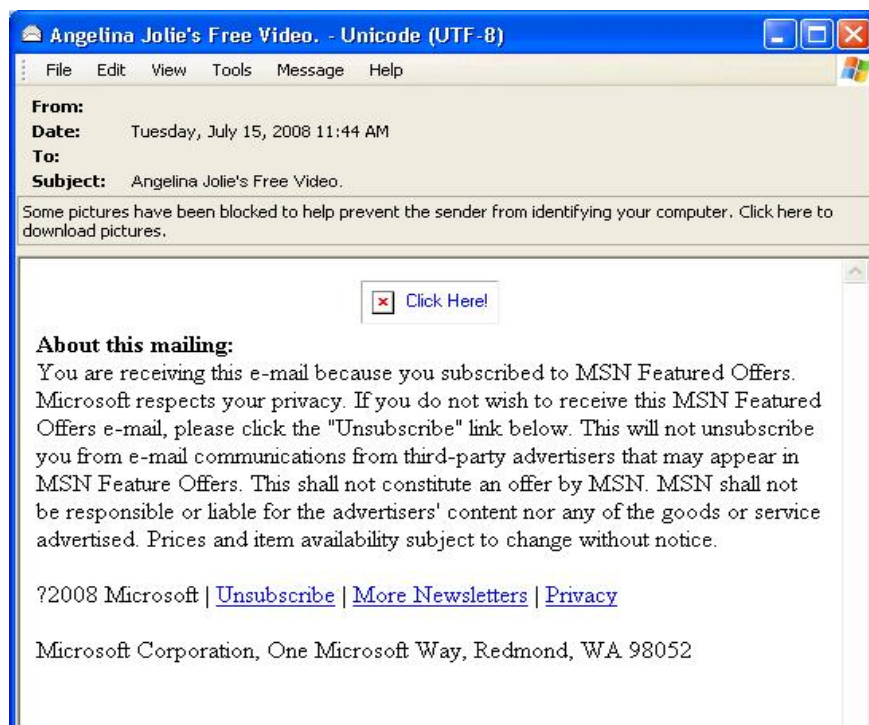 Angelina Jolie's Free Video. - Unicode (UTF-8)
File Edit View Tools Message Help
From:
Date: Tuesday, July 15, 2008 11:44 AM
To:
Subject: Angelina Jolie's Free Video.
Some pictures have been blocked to help prevent the sender from identifying your computer. Click here to
download pictures.
Click Here!
About this mailing:
You are receiving this e-mail because you subscribed to MSN Featured Offers.
Microsoft respects your privacy. If you do not wish to receive this MSN Featured
Offers e-mail, please click the "Unsubscribe" link below. This will not unsubscribe
you from e-mail communications from third-party advertisers that may appear in
MSN Feature Offers. This shall not constitute an offer by MSN. MSN shall not
be responsible or liable for the advertisers' content nor any of the goods or service
advertised. Prices and item availability subject to change without notice.
?2008 Microsoft | Unsubscribe | More Newsletters | Privacy
Microsoft Corporation, One Microsoft Way, Redmond, WA 98052